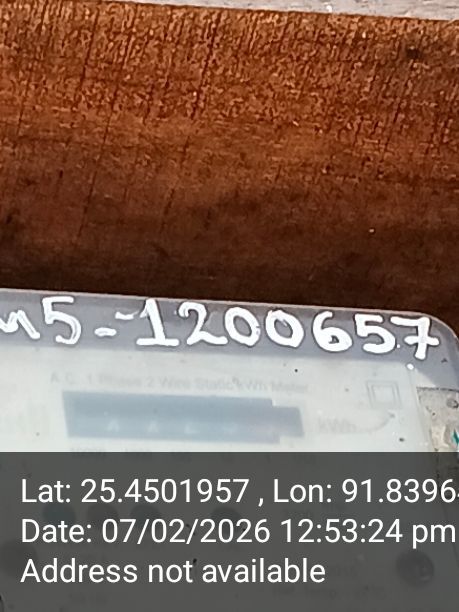 m5-1200657
A.C. 1 Phase 2 Wire Static kWh Meter
kWh
Lat: 25.4501957 , Lon: 91.8396
Date: 07/02/2026 12:53:24 pm
Address not available